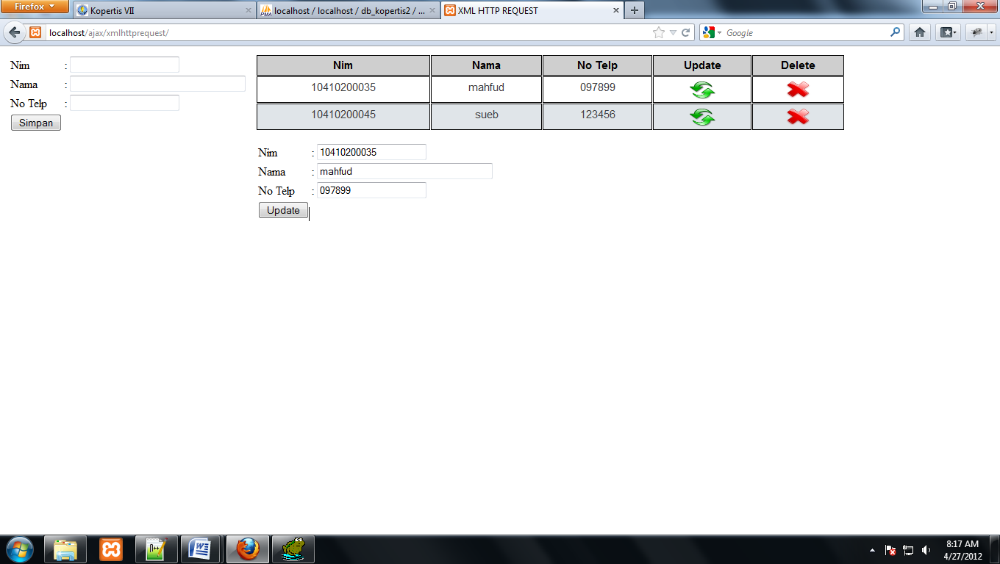 Firefox
Kopertis VII
localhost / localhost / db_kopertis2 / ...
XML HTTP REQUEST
localhost/ajax/xmlhttprequest/
Google
Nim :
Nama :
No Telp :
Simpan
Nim Nama No Telp Update Delete
10410200035 mahfud 097899
10410200045 sueb 123456
Nim : 10410200035
Nama : mahfud
No Telp : 097899
Update
8:17 AM
4/27/2012